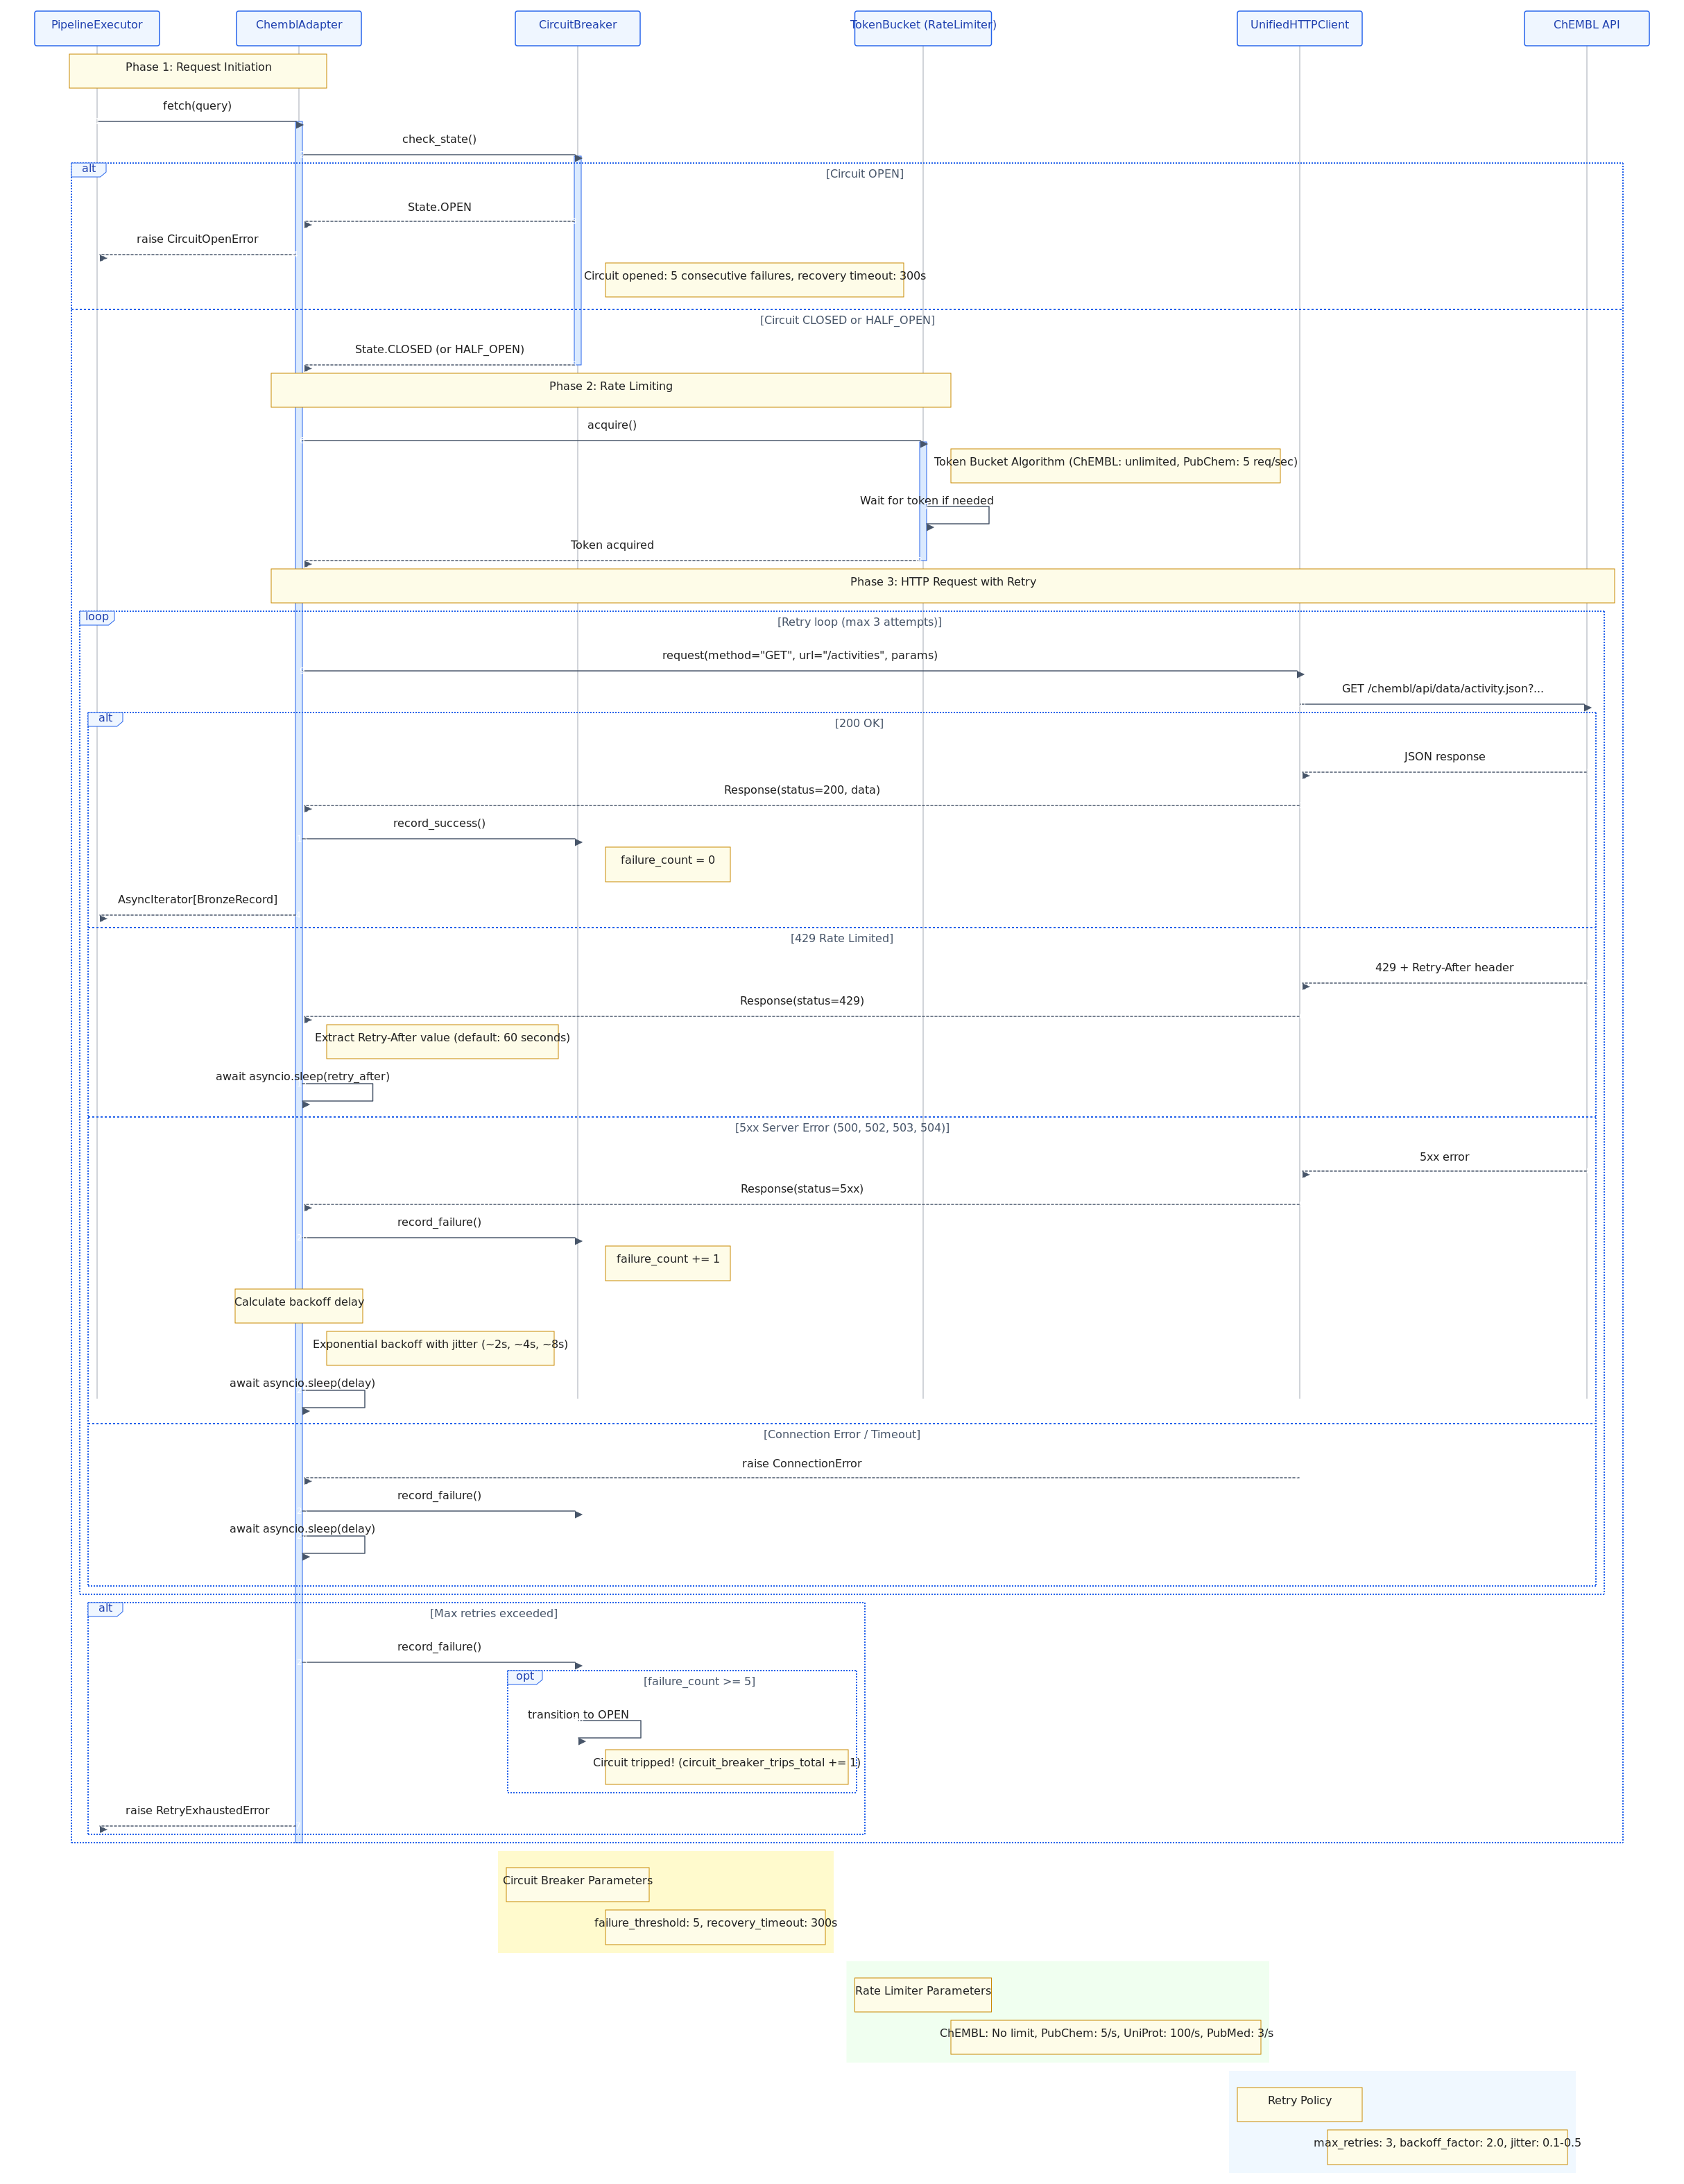 PipelineExecutor
ChemblAdapter
CircuitBreaker
TokenBucket (RateLimiter)
UnifiedHTTPClient
ChEMBL API
Phase 1: Request Initiation
fetch(query)
check_state()
alt
[Circuit OPEN]
State.OPEN
raise CircuitOpenError
Circuit opened: 5 consecutive failures, recovery timeout: 300s
[Circuit CLOSED or HALF_OPEN]
State.CLOSED (or HALF_OPEN)
Phase 2: Rate Limiting
acquire()
Token Bucket Algorithm (ChEMBL: unlimited, PubChem: 5 req/sec)
Wait for token if needed
Token acquired
Phase 3: HTTP Request with Retry
loop
[Retry loop (max 3 attempts)]
request(method="GET", url="/activities", params)
GET /chembl/api/data/activity.json?...
alt
[200 OK]
JSON response
Response(status=200, data)
record_success()
failure_count = 0
AsyncIterator[BronzeRecord]
[429 Rate Limited]
429 + Retry-After header
Response(status=429)
Extract Retry-After value (default: 60 seconds)
await asyncio.sleep(retry_after)
[5xx Server Error (500, 502, 503, 504)]
5xx error
Response(status=5xx)
record_failure()
failure_count += 1
Calculate backoff delay
Exponential backoff with jitter (~2s, ~4s, ~8s)
await asyncio.sleep(delay)
[Connection Error / Timeout]
raise ConnectionError
record_failure()
await asyncio.sleep(delay)
alt
[Max retries exceeded]
record_failure()
opt
[failure_count >= 5]
transition to OPEN
Circuit tripped! (circuit_breaker_trips_total += 1)
raise RetryExhaustedError
Circuit Breaker Parameters
failure_threshold: 5, recovery_timeout: 300s
Rate Limiter Parameters
ChEMBL: No limit, PubChem: 5/s, UniProt: 100/s, PubMed: 3/s
Retry Policy
max_retries: 3, backoff_factor: 2.0, jitter: 0.1-0.5